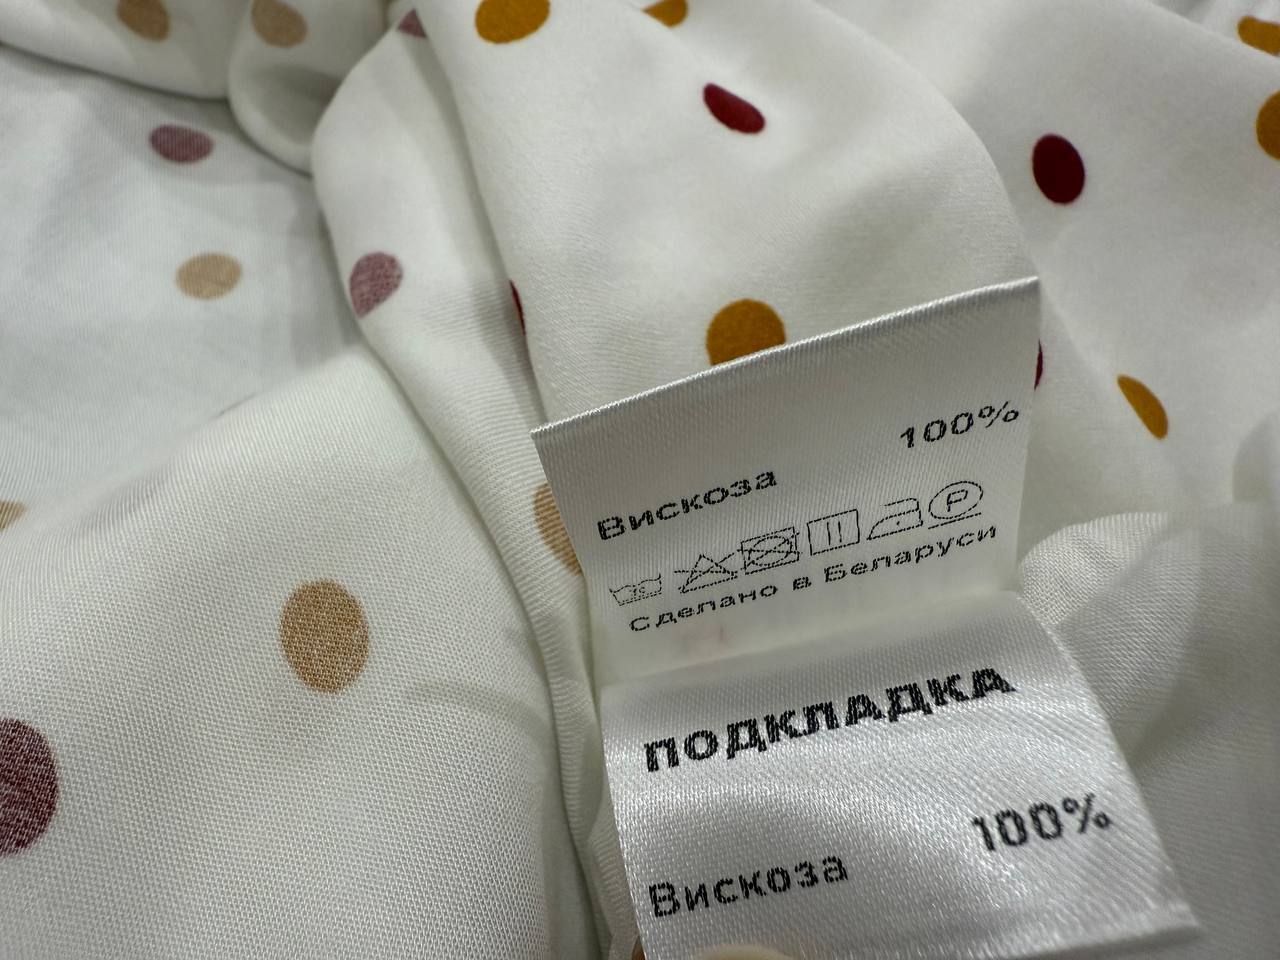 Вискоза 100%
P
Сделано в Беларуси
ПОДКЛАДКА
Вискоза 100%